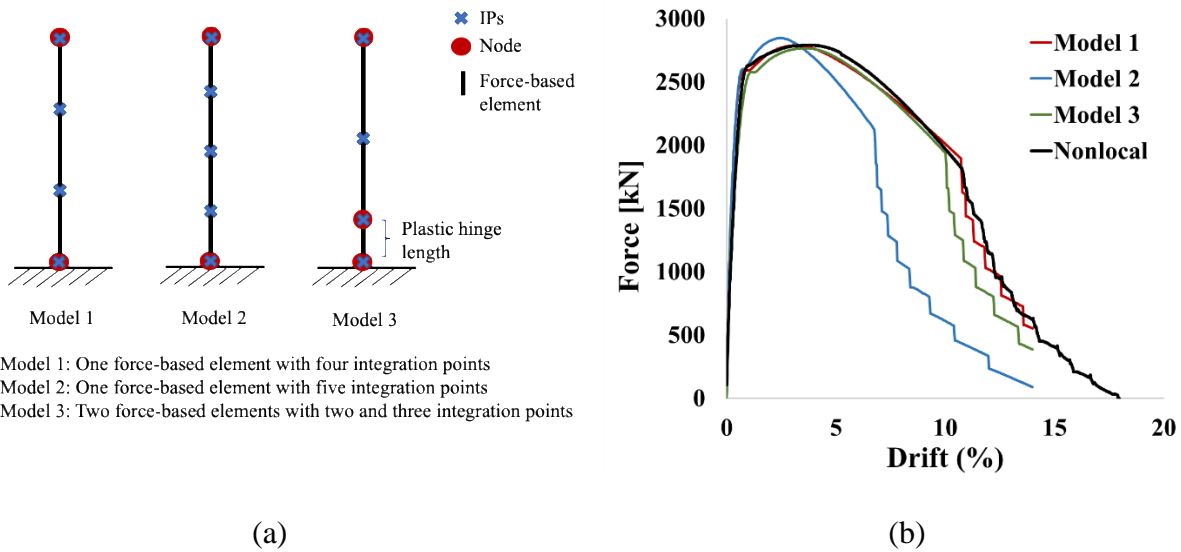 IPs
Node
Force-based
element
Plastic hinge
length
Model 1
Model 2
Model 3
Model 1: One force-based element with four integration points
Model 2: One force-based element with five integration points
Model 3: Two force-based elements with two and three integration points
(a)
3000
2500
2000
1500
1000
500
0
Force [kN]
Model 1
Model 2
Model 3
Nonlocal
0
5
10
15
20
Drift (%)
(b)